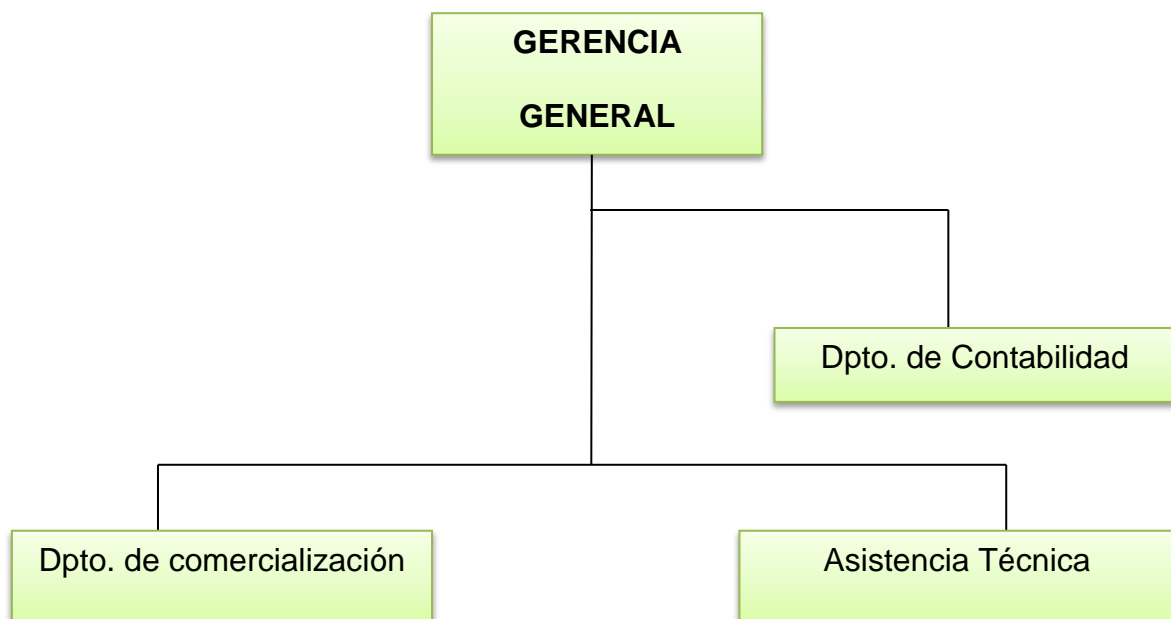 GERENCIA
GENERAL
Dpto. de Contabilidad
Dpto. de comercialización
Asistencia Técnica